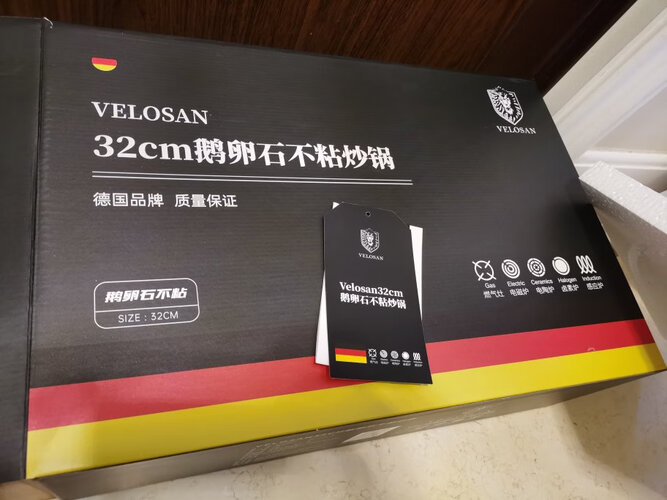 VELOSAN
32cm鹅卵石不粘炒锅
德国品牌 质量保证
鹅卵石不粘
SIZE : 32CM
VELOSAN
Gas Electric Ceramics Halogen Induction
燃气灶 电磁炉 电陶炉 卤素炉 感应炉
VELOSAN
Velosan32cm
鹅卵石不粘炒锅